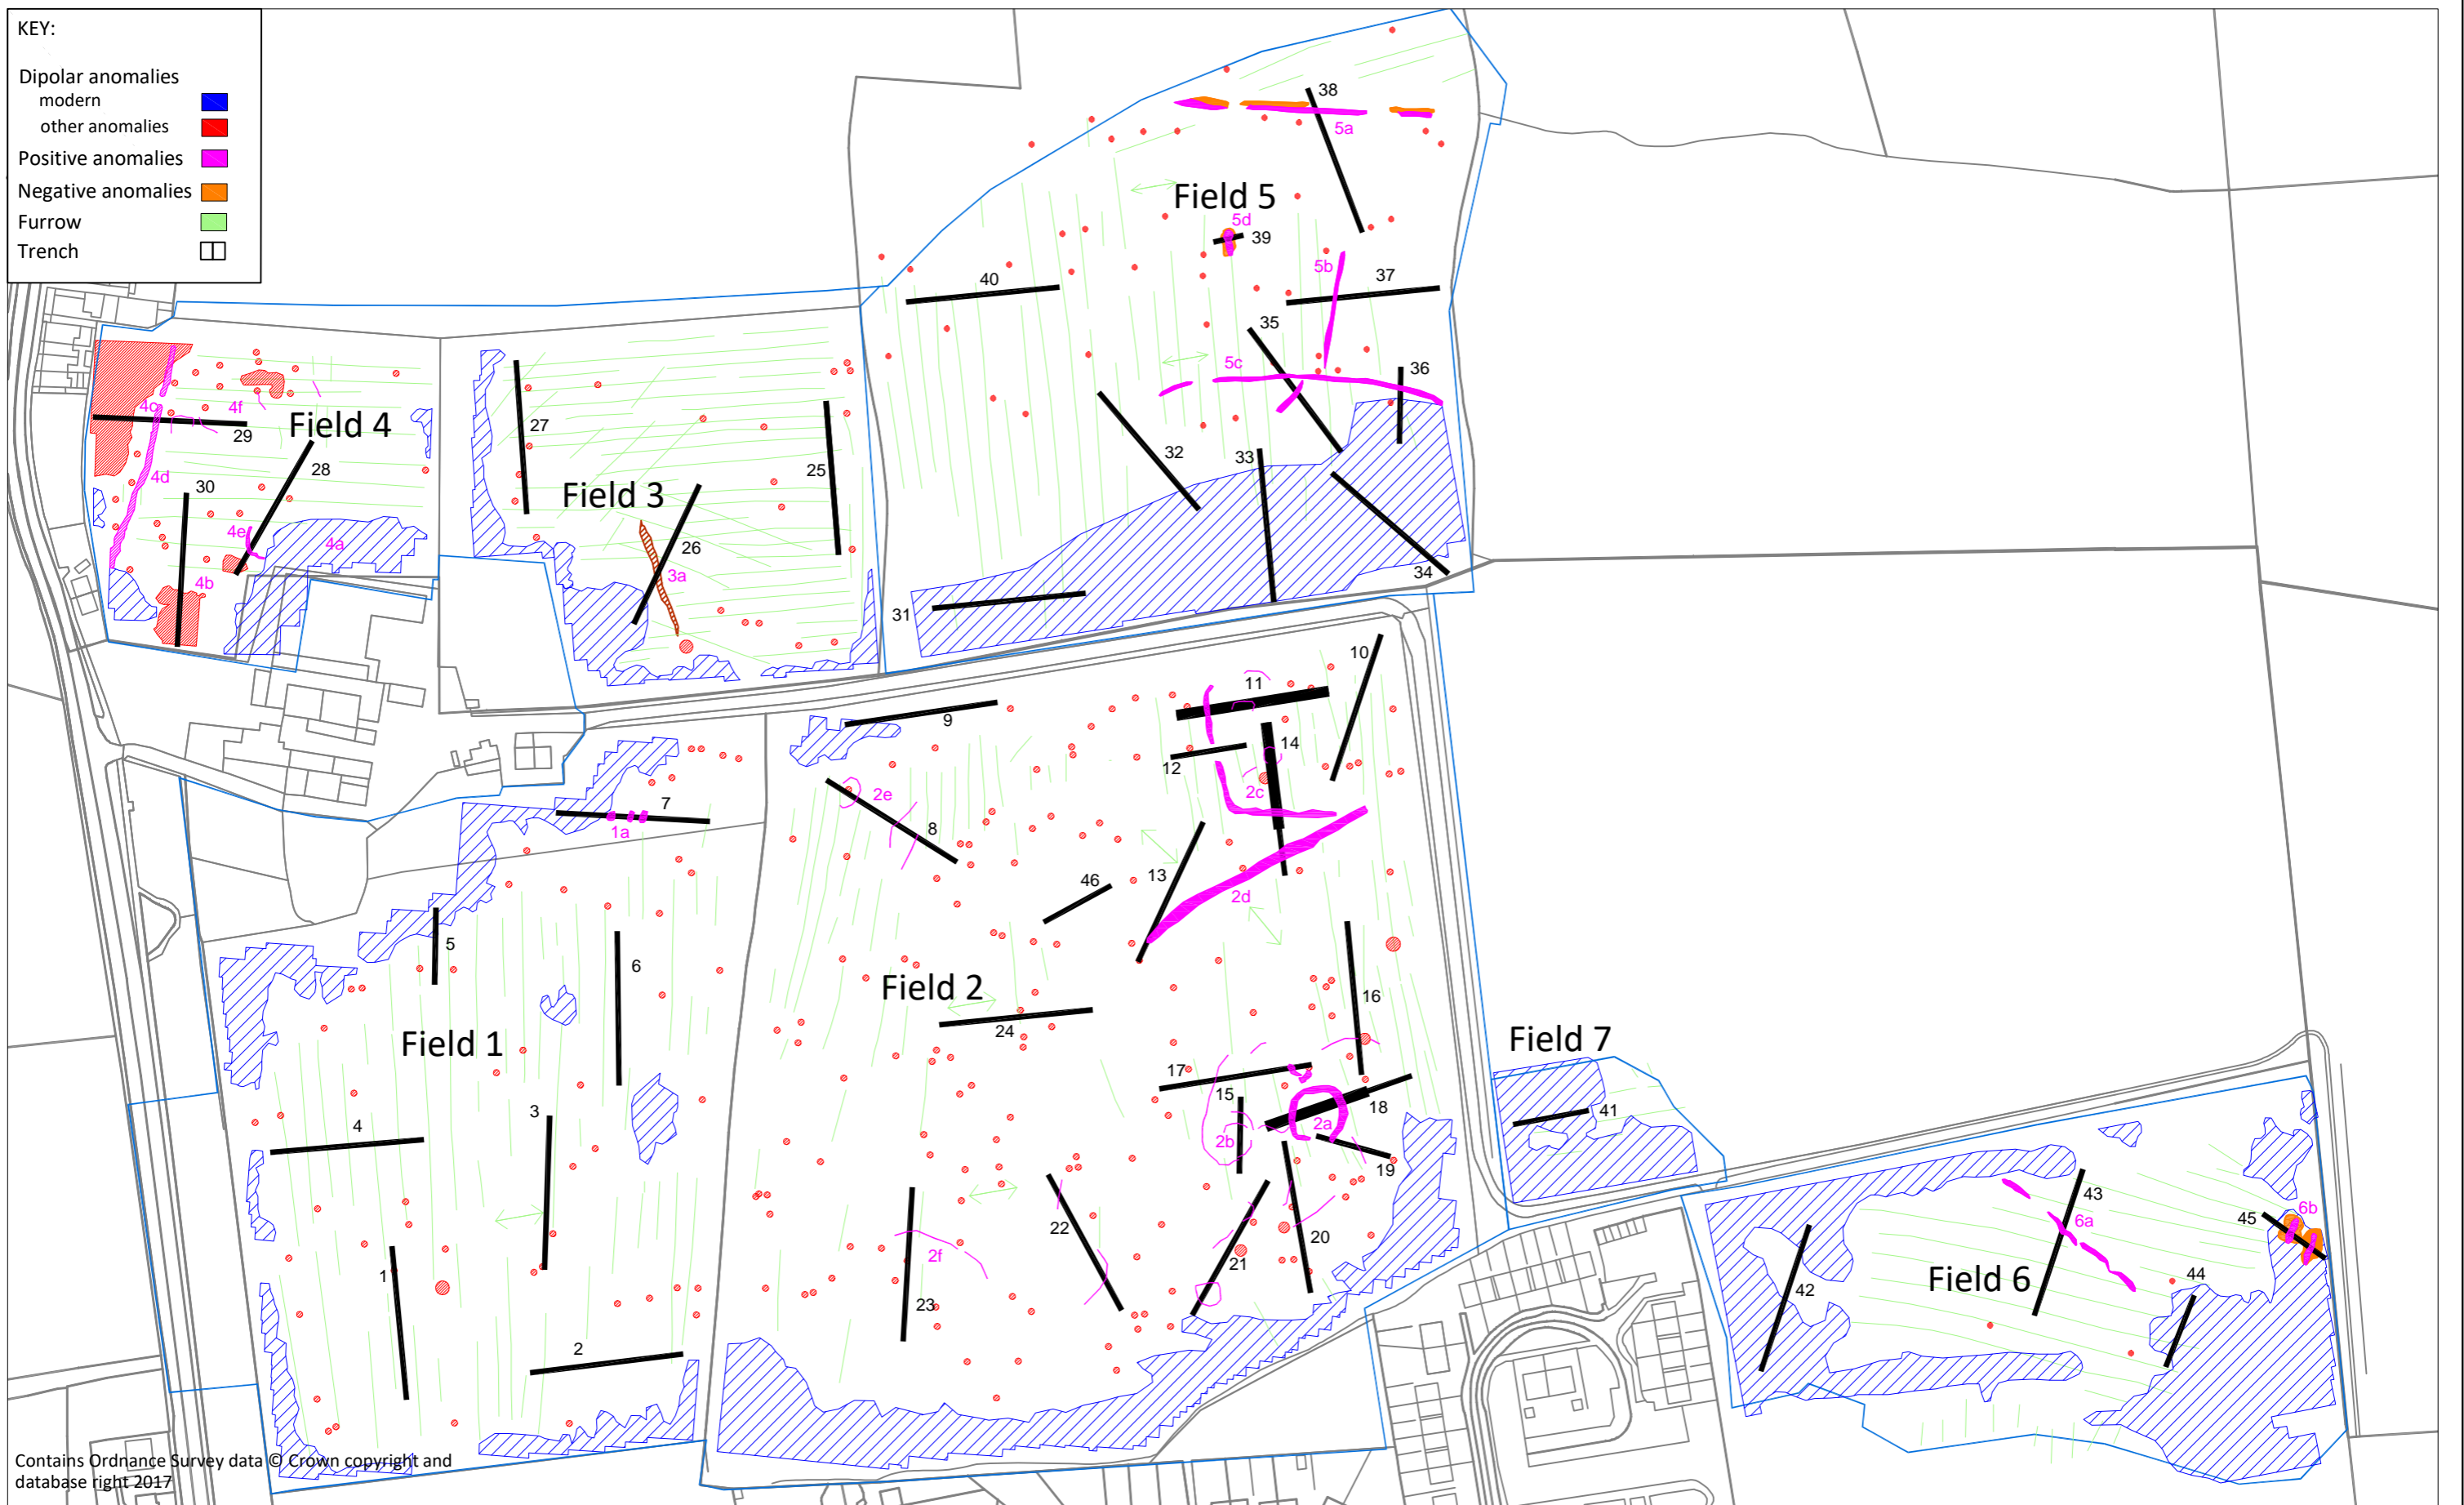 KEY:
Dipolar anomalies
modern
other anomalies
Positive anomalies
Negative anomalies
Furrow
Trench
38
5a
Field 5
5d
39
5b
37
40
35
5c
36
32
33
34
31
4c
4f
29
Field 4
28
4d
30
4e
4a
4b
27
25
Field 3
26
3a
10
11
9
14
12
2c
7
1a
2e
8
46
13
2d
5
6
Field 2
16
24
Field 1
Field 7
17
15
18
41
3
4
2a
2b
19
43
22
20
6b
45
6a
2f
21
1
23
Field 6
44
42
2
Contains Ordnance Survey data © Crown copyright and
database right 2017